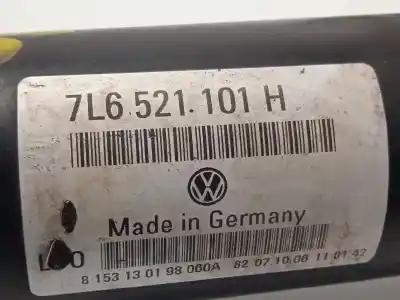 7L6 521.101 H
Made in Germany
8 153 13 01 98 060A 82 07.10.06 11:01:42